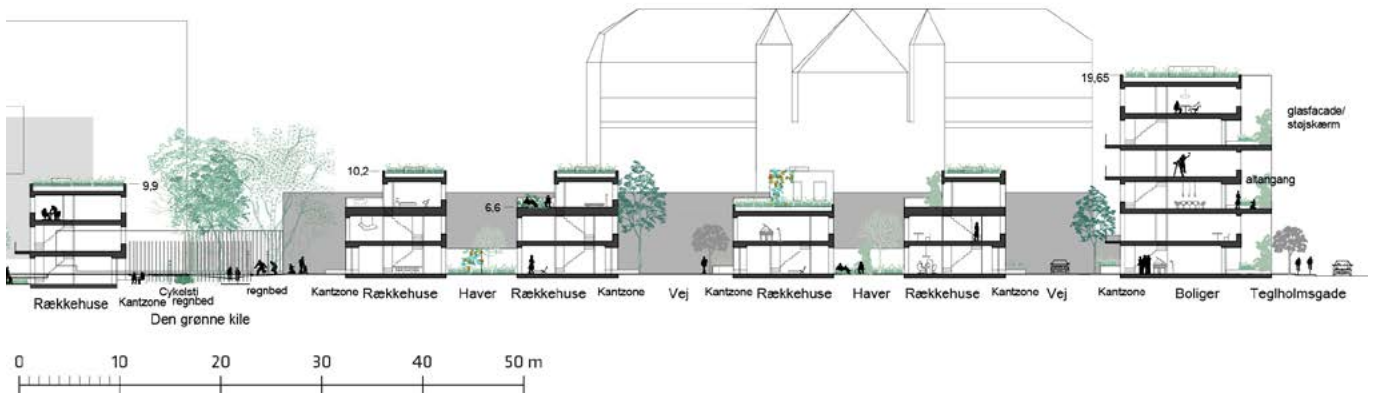 19,65
glasfacade/
støjskærm
10,2
9,9
altangang
6,6
Rækkehuse Kantzone Cykelsti regnbed regnbed Kantzone Rækkehuse Haver Rækkehuse Kantzone Vej Kantzone Rækkehuse Haver Rækkehuse Kantzone Vej Kantzone Boliger Teglholmsgade
Den grønne kile
0 10 20 30 40 50 m